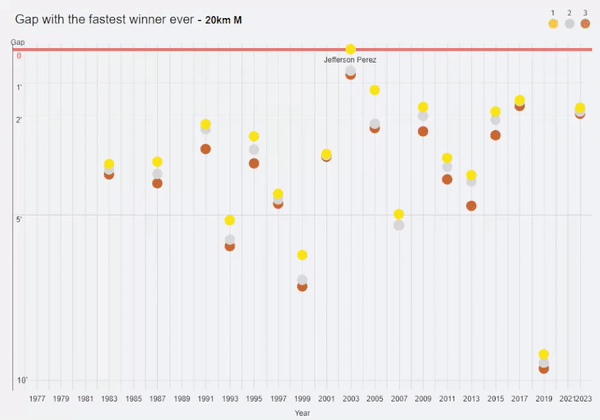 Gap with the fastest winner ever - 20km M
1 2 3
Gap
0
Jefferson Perez
1'
2'
5'
10'
1977 1979 1981 1983 1985 1987 1989 1991 1993 1995 1997 1999 2001 2003 2005 2007 2009 2011 2013 2015 2017 2019 2021 2023
Year